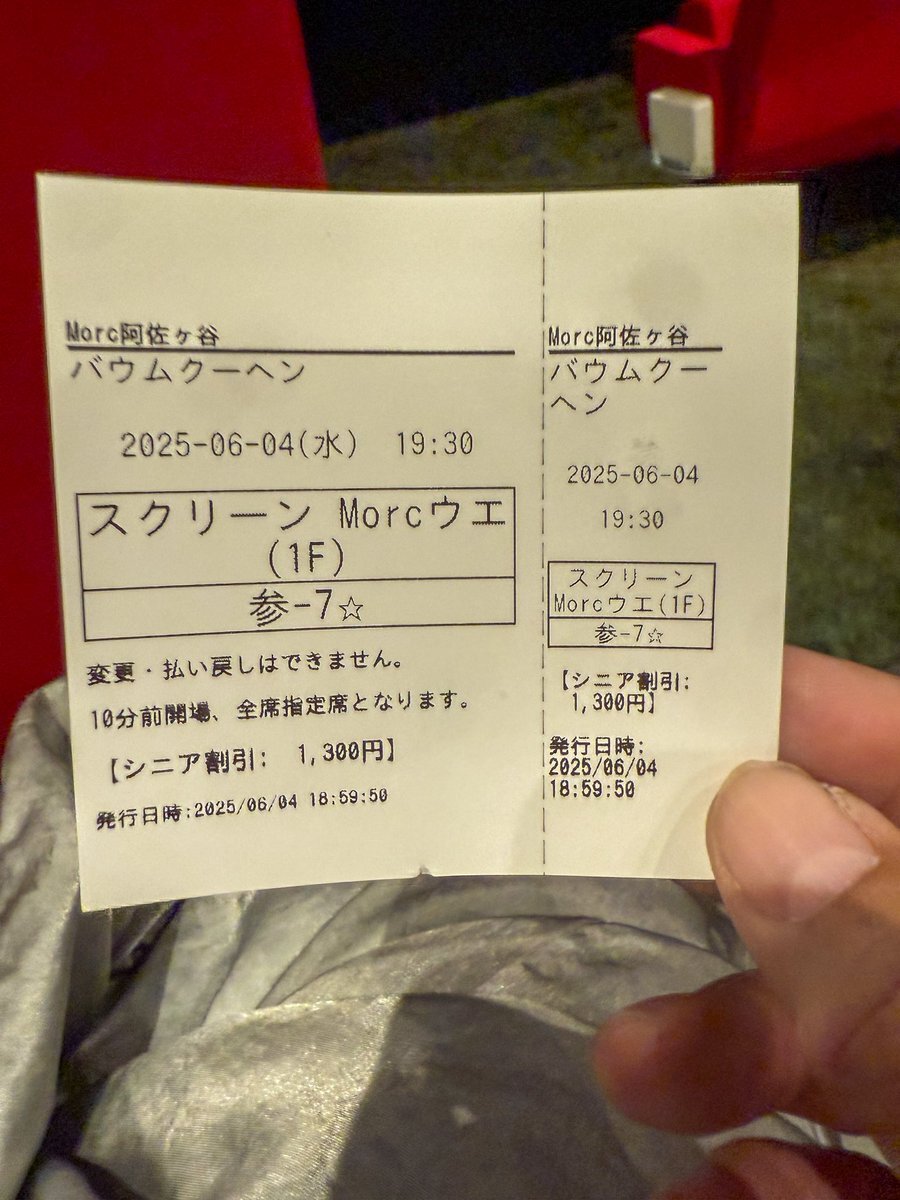 Morc阿佐ヶ谷
バウムクーヘン
2025-06-04(水) 19:30
スクリーン Morcウエ
(1F)
参-7☆
変更・払い戻しはできません。
10分前開場、全席指定席となります。
【シニア割引: 1,300円】
発行日時:2025/06/04 18:59:50
Morc阿佐ヶ谷
バウムクー
ヘン
2025-06-04
19:30
スクリーン
Morcウエ(1F)
参-7☆
【シニア割引:
1,300円】
発行日時:
2025/06/04
18:59:50